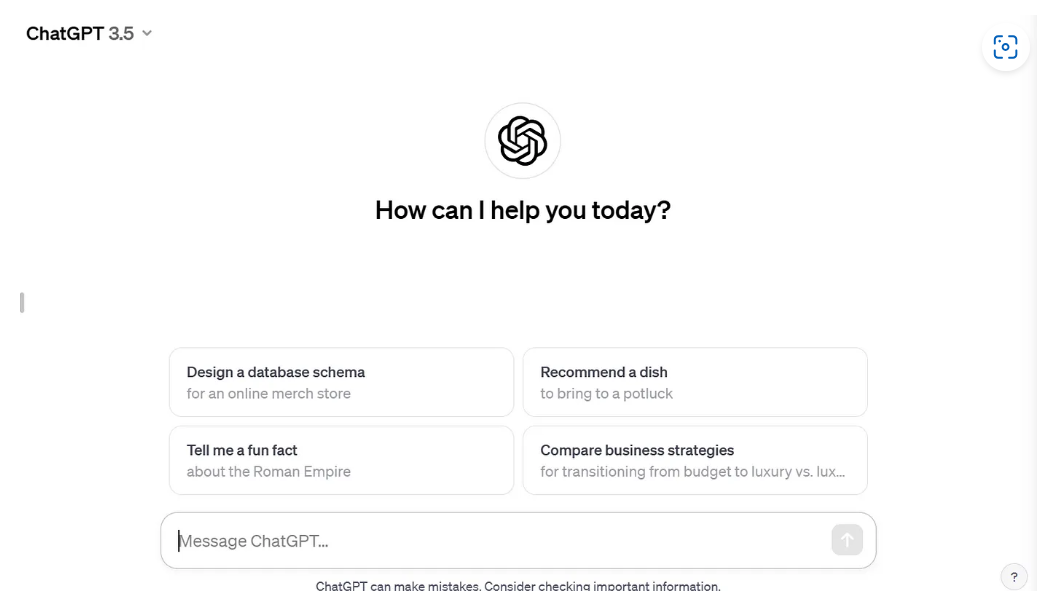 ChatGPT 3.5
How can I help you today?
Design a database schema
for an online merch store
Recommend a dish
to bring to a potluck
Tell me a fun fact
about the Roman Empire
Compare business strategies
for transitioning from budget to luxury vs. lux...
Message ChatGPT...
ChatGPT can make mistakes. Consider checking important information.
?